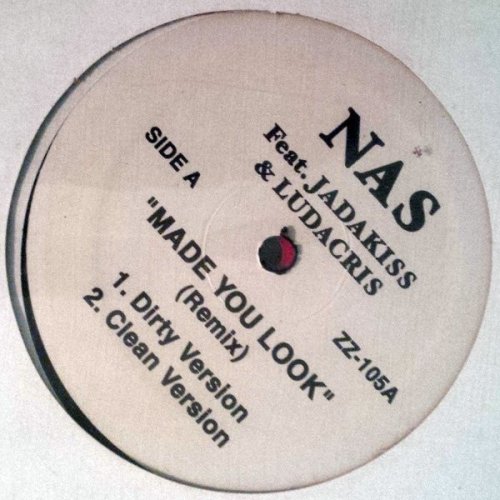 NAS
Feat. JADAKISS
& LUDACRIS
SIDE A
ZZ-105A
"MADE YOU LOOK"
(Remix)
1. Dirty Version
2. Clean Version